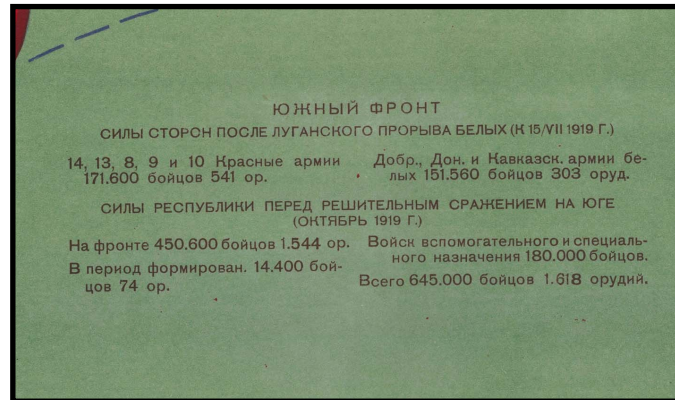 ЮЖНЫЙ ФРОНТ
СИЛЫ СТОРОН ПОСЛЕ ЛУГАНСКОГО ПРОРЫВА БЕЛЫХ (К 15/VII 1919 Г.)
14, 13, 8, 9 и 10 Красные армии
171.600 бойцов 541 ор.
Добр., Дон. и Кавказск. армии бе-
лых 151.560 бойцов 303 оруд.
СИЛЫ РЕСПУБЛИКИ ПЕРЕД РЕШИТЕЛЬНЫМ СРАЖЕНИЕМ НА ЮГЕ
(ОКТЯБРЬ 1919 Г.)
На фронте 450.600 бойцов 1.544 ор.
В период формирован. 14.400 бой-
цов 74 ор.
Войск вспомогательного и специаль-
ного назначения 180.000 бойцов.
Всего 645.000 бойцов 1.618 орудий.